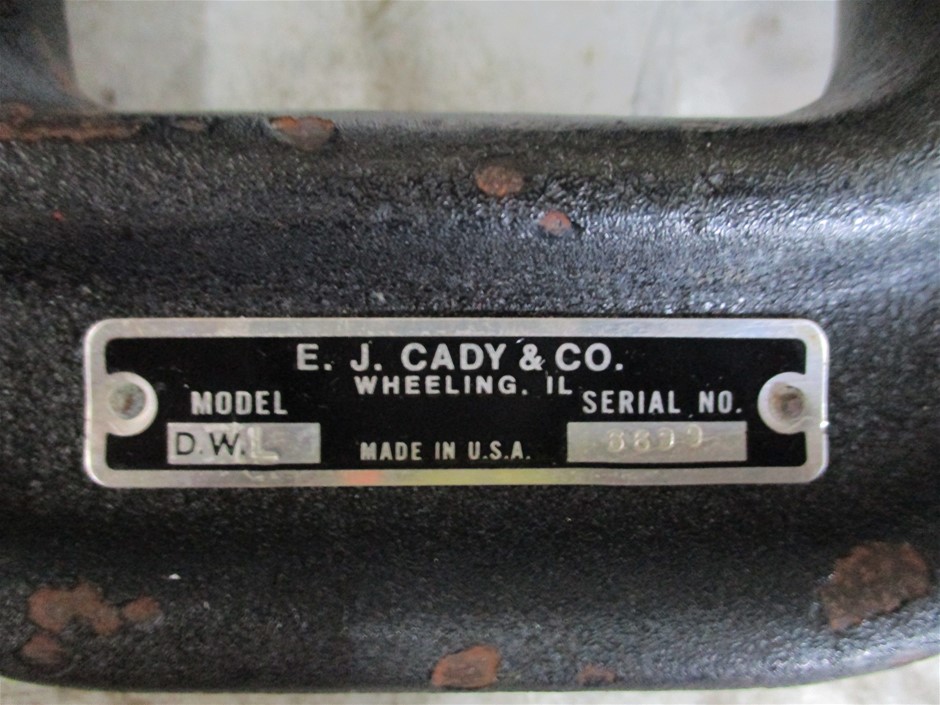 E. J. CADY & CO.
WHEELING, IL
MODEL
D.W.L
MADE IN U.S.A.
SERIAL NO.